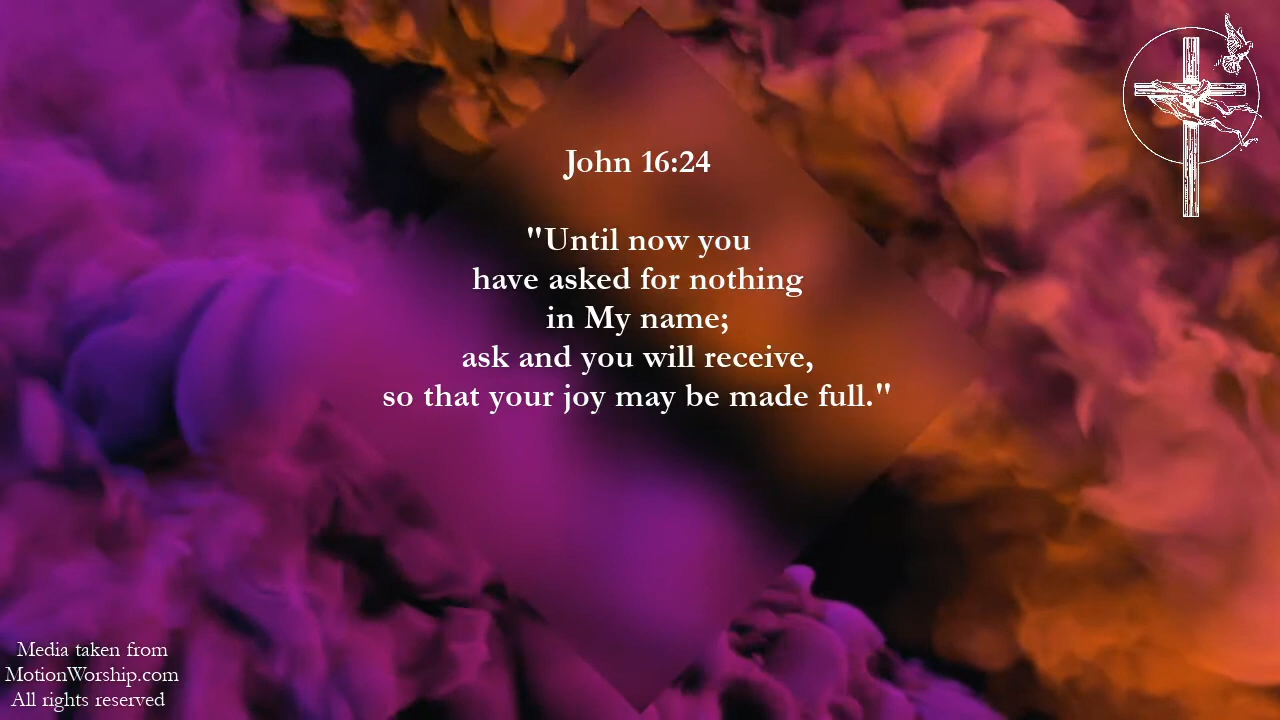 John 16:24
"Until now you
have asked for nothing
in My name;
ask and you will receive,
so that your joy may be made full."
Media taken from
MotionWorship.com
All rights reserved